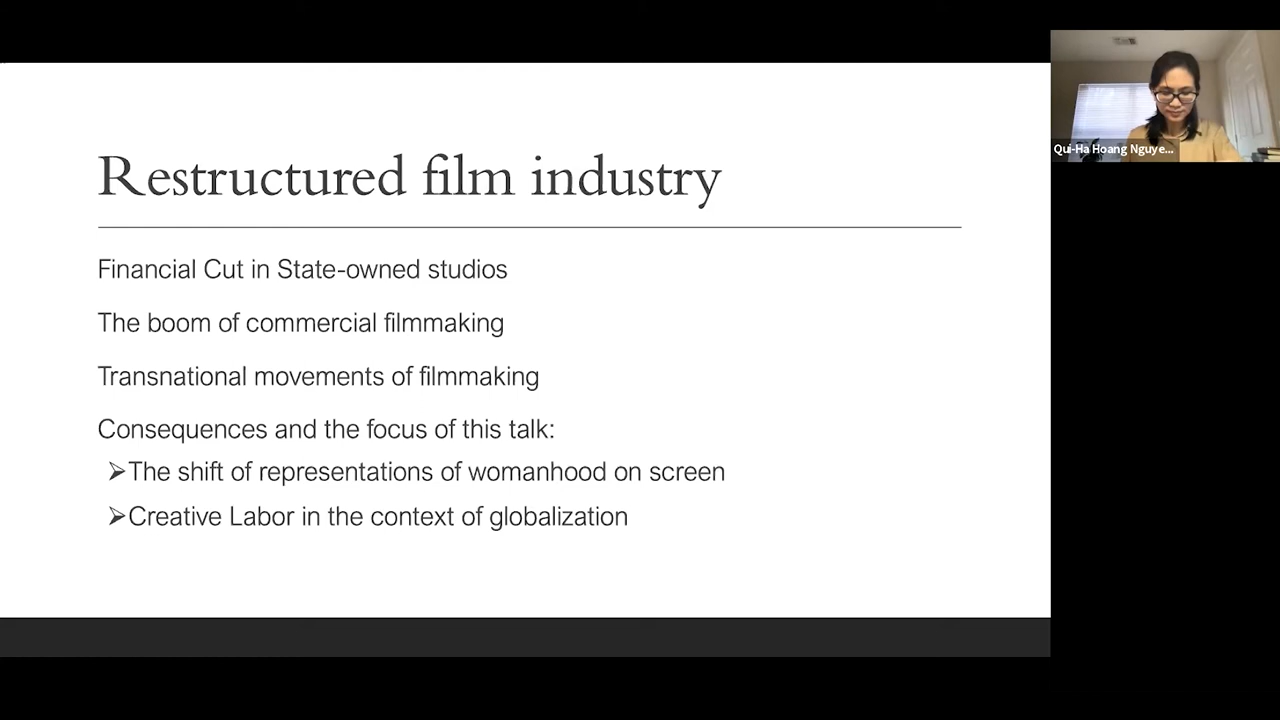 Restructured film industry
Financial Cut in State-owned studios
The boom of commercial filmmaking
Transnational movements of filmmaking
Consequences and the focus of this talk:
➢The shift of representations of womanhood on screen
➢Creative Labor in the context of globalization
Qui-Ha Hoang Nguye...